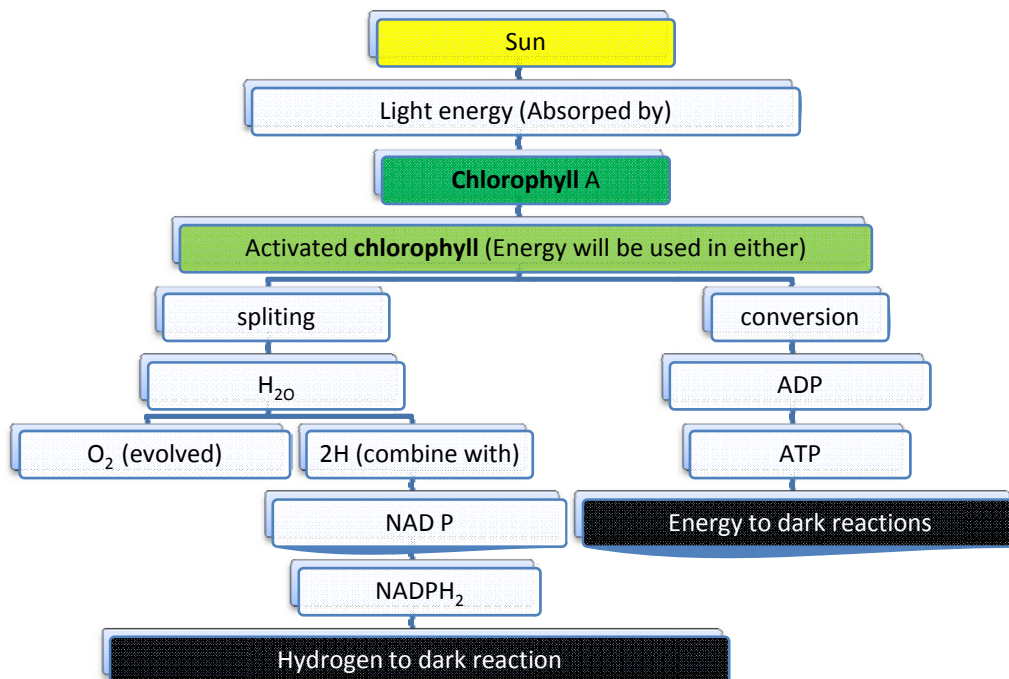 Sun
Light energy (Absorped by)
Chlorophyll A
Activated chlorophyll (Energy will be used in either)
spliting
conversion
H₂O
ADP
O₂ (evolved)
2H (combine with)
ATP
NAD P
Energy to dark reactions
NADPH₂
Hydrogen to dark reaction